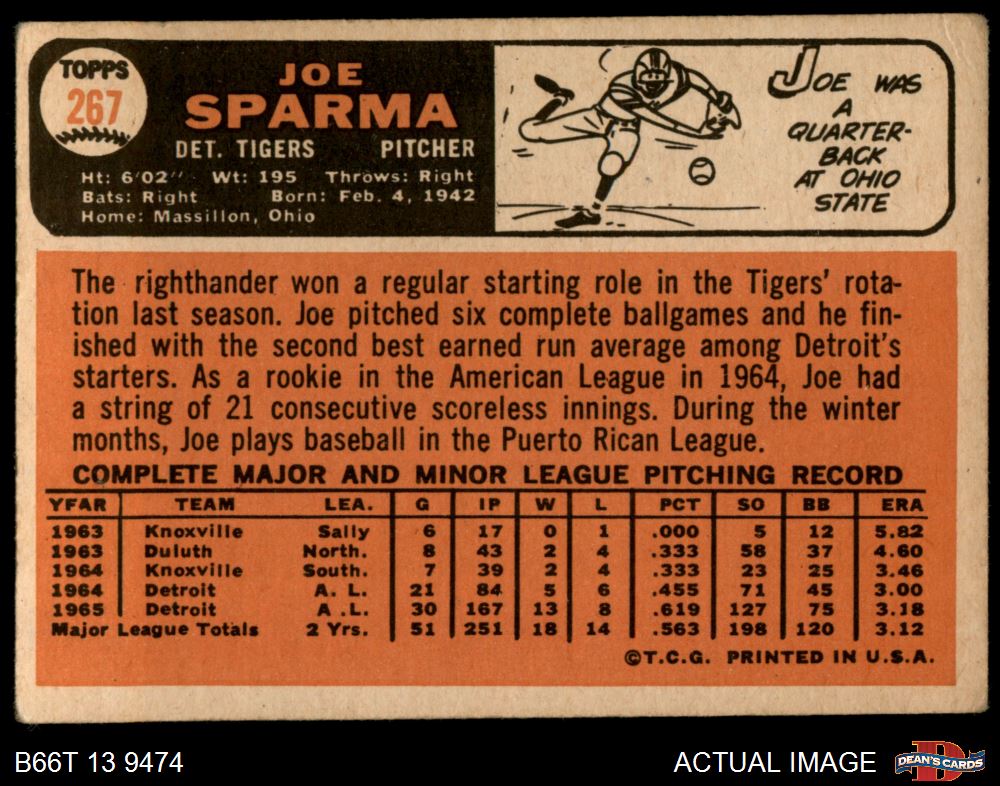 TOPPS
267
JOE
SPARMA
DET. TIGERS PITCHER
Ht: 6'02" Wt: 195 Throws: Right
Bats: Right Born: Feb. 4, 1942
Home: Massillon, Ohio
JOE WAS
A
QUARTER-
BACK
AT OHIO
STATE
The righthander won a regular starting role in the Tigers' rota-
tion last season. Joe pitched six complete ballgames and he fin-
ished with the second best earned run average among Detroit's
starters. As a rookie in the American League in 1964, Joe had
a string of 21 consecutive scoreless innings. During the winter
months, Joe plays baseball in the Puerto Rican League.
COMPLETE MAJOR AND MINOR LEAGUE PITCHING RECORD
YEAR TEAM LEA. G IP W L PCT SO BB ERA
1963 Knoxville Sally 6 17 0 1 .000 5 12 5.82
1963 Duluth North. 8 43 2 4 .333 58 37 4.60
1964 Knoxville South. 7 39 2 4 .333 23 25 3.46
1964 Detroit A. L. 21 84 5 6 .455 71 45 3.00
1965 Detroit A .L. 30 167 13 8 .619 127 75 3.18
Major League Totals 2 Yrs. 51 251 18 14 .563 198 120 3.12
©T.C.G. PRINTED IN U.S.A.
B66T 13 9474 ACTUAL IMAGE DEAN'S CARDS